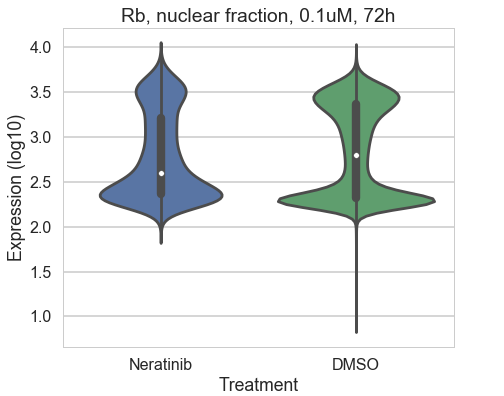 Rb, nuclear fraction, 0.1uM, 72h
4.0
3.5
3.0
2.5
2.0
1.5
1.0
Expression (log10)
Neratinib DMSO
Treatment